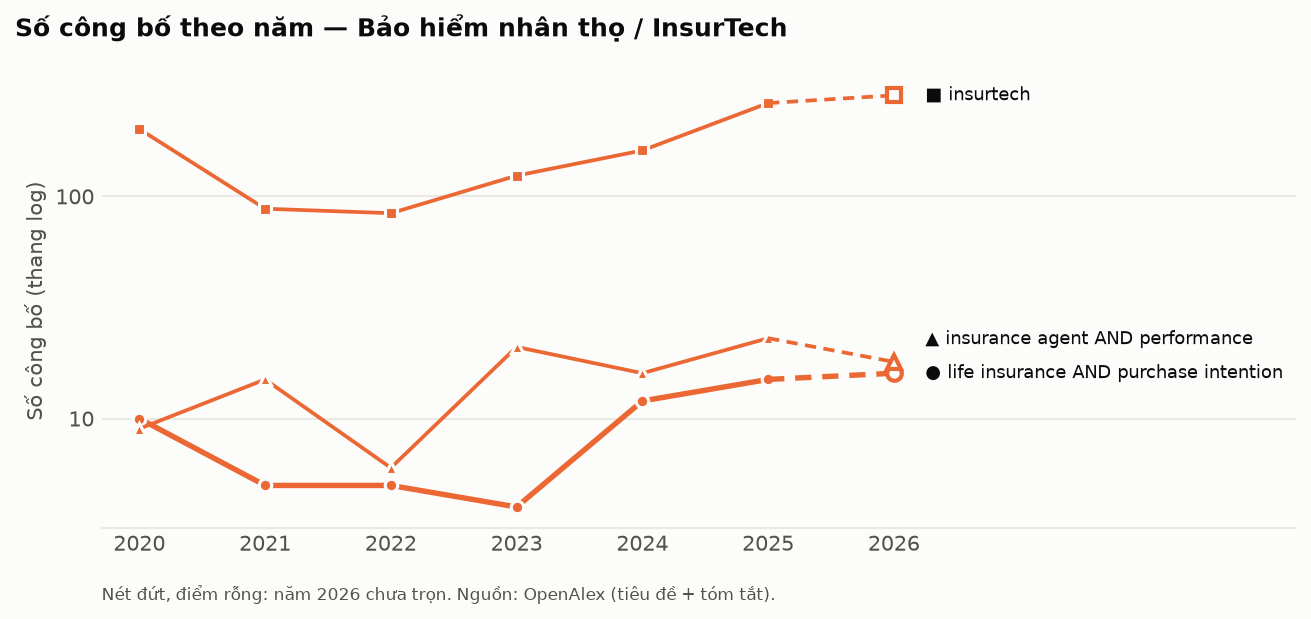 Số công bố theo năm — Bảo hiểm nhân thọ / InsurTech
Số công bố (thang log)
100
10
■ insurtech
▲ insurance agent AND performance
● life insurance AND purchase intention
2020 2021 2022 2023 2024 2025 2026
Nét đứt, điểm rỗng: năm 2026 chưa trọn. Nguồn: OpenAlex (tiêu đề + tóm tắt).